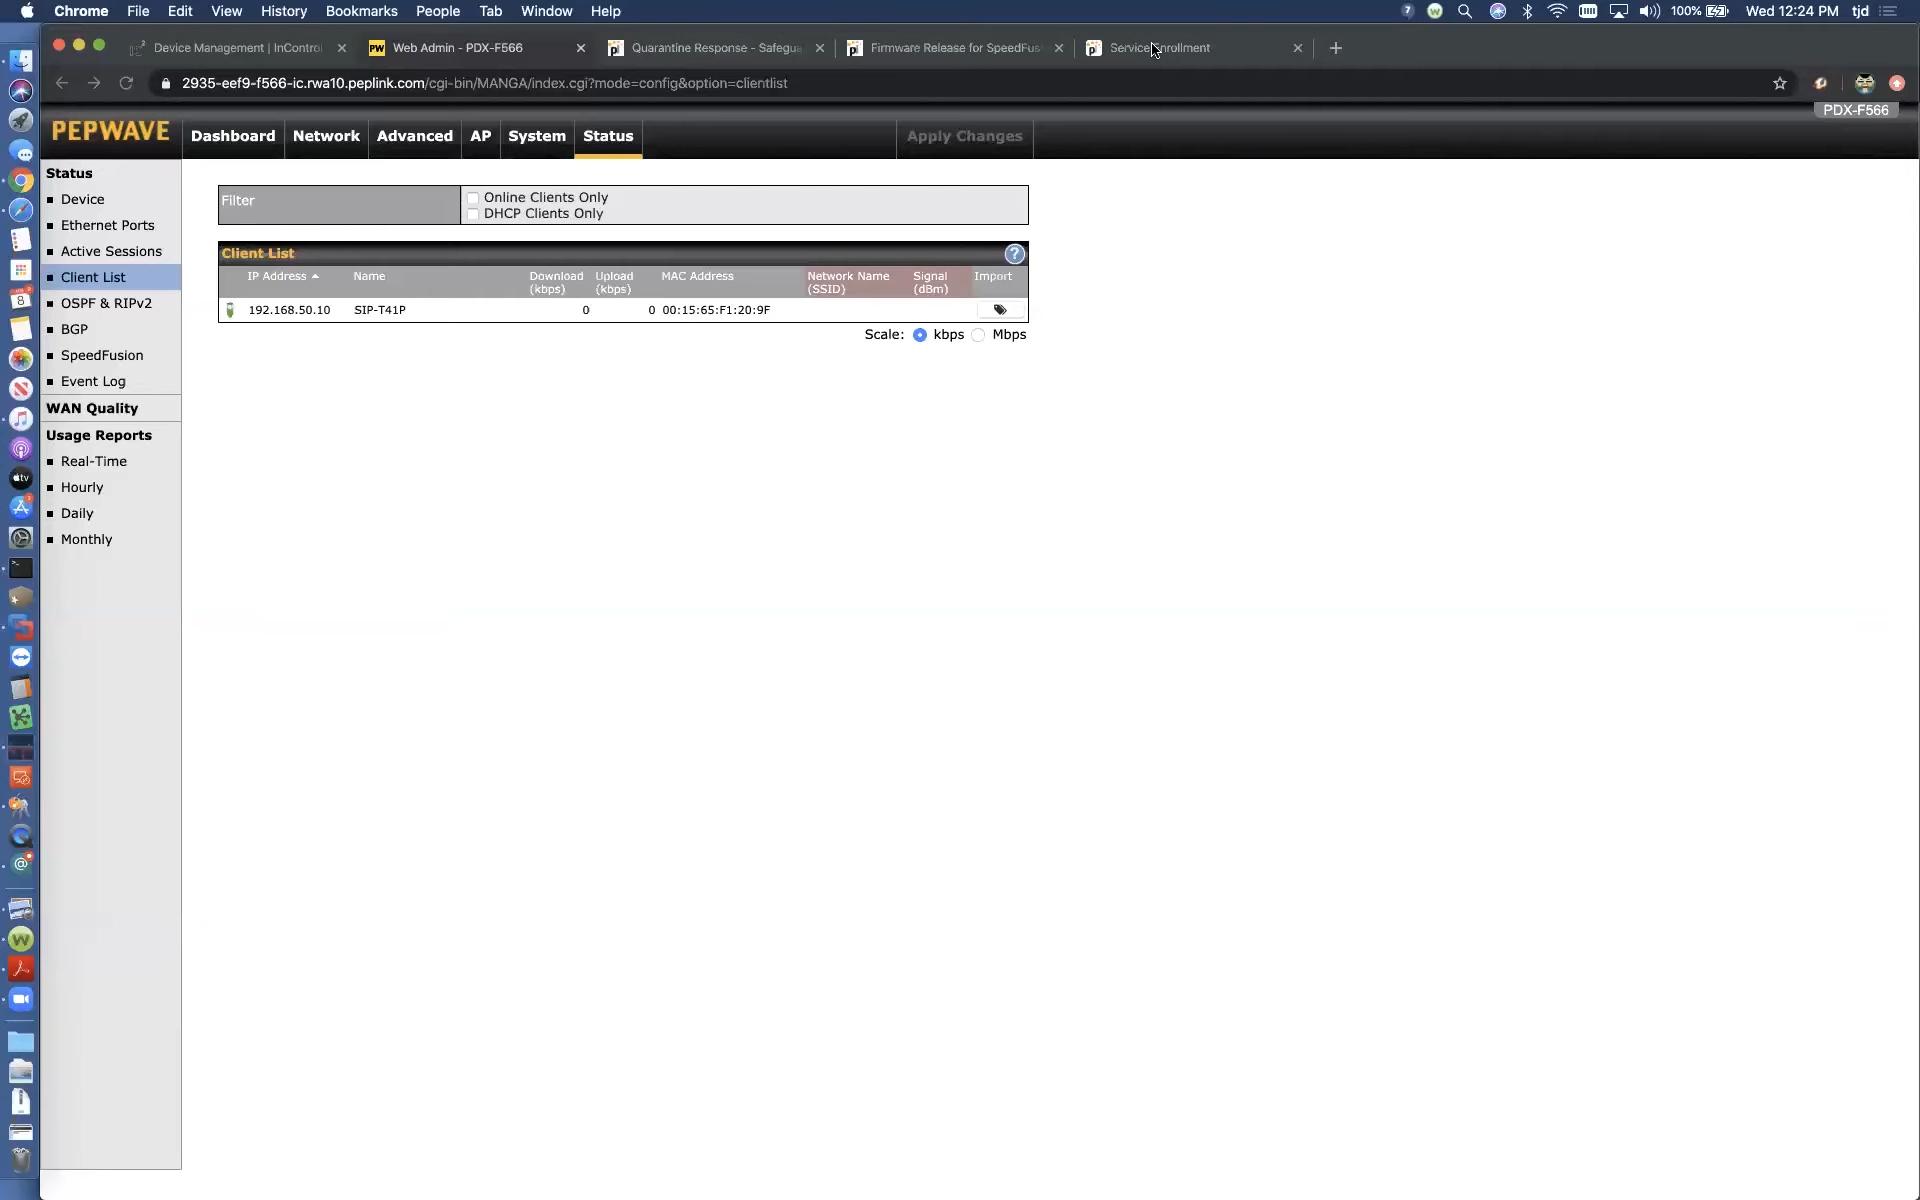 Chrome File Edit View History Bookmarks People Tab Window Help 7 100% Wed 12:24 PM tjd
Device Management | InContro Web Admin - PDX-F566 Quarantine Response - Safegua Firmware Release for SpeedFus Service Enrollment
2935-eef9-f566-ic.rwa10.peplink.com/cgi-bin/MANGA/index.cgi?mode=config&option=clientlist
PDX-F566
PEPWAVE Dashboard Network Advanced AP System Status Apply Changes
Status
Device
Ethernet Ports
Active Sessions
Client List
OSPF & RIPv2
BGP
SpeedFusion
Event Log
WAN Quality
Usage Reports
Real-Time
Hourly
Daily
Monthly
Filter
Online Clients Only
DHCP Clients Only
Client List ?
IP Address Name Download (kbps) Upload (kbps) MAC Address Network Name (SSID) Signal (dBm) Import
192.168.50.10 SIP-T41P 0 0 00:15:65:F1:20:9F
Scale: kbps Mbps